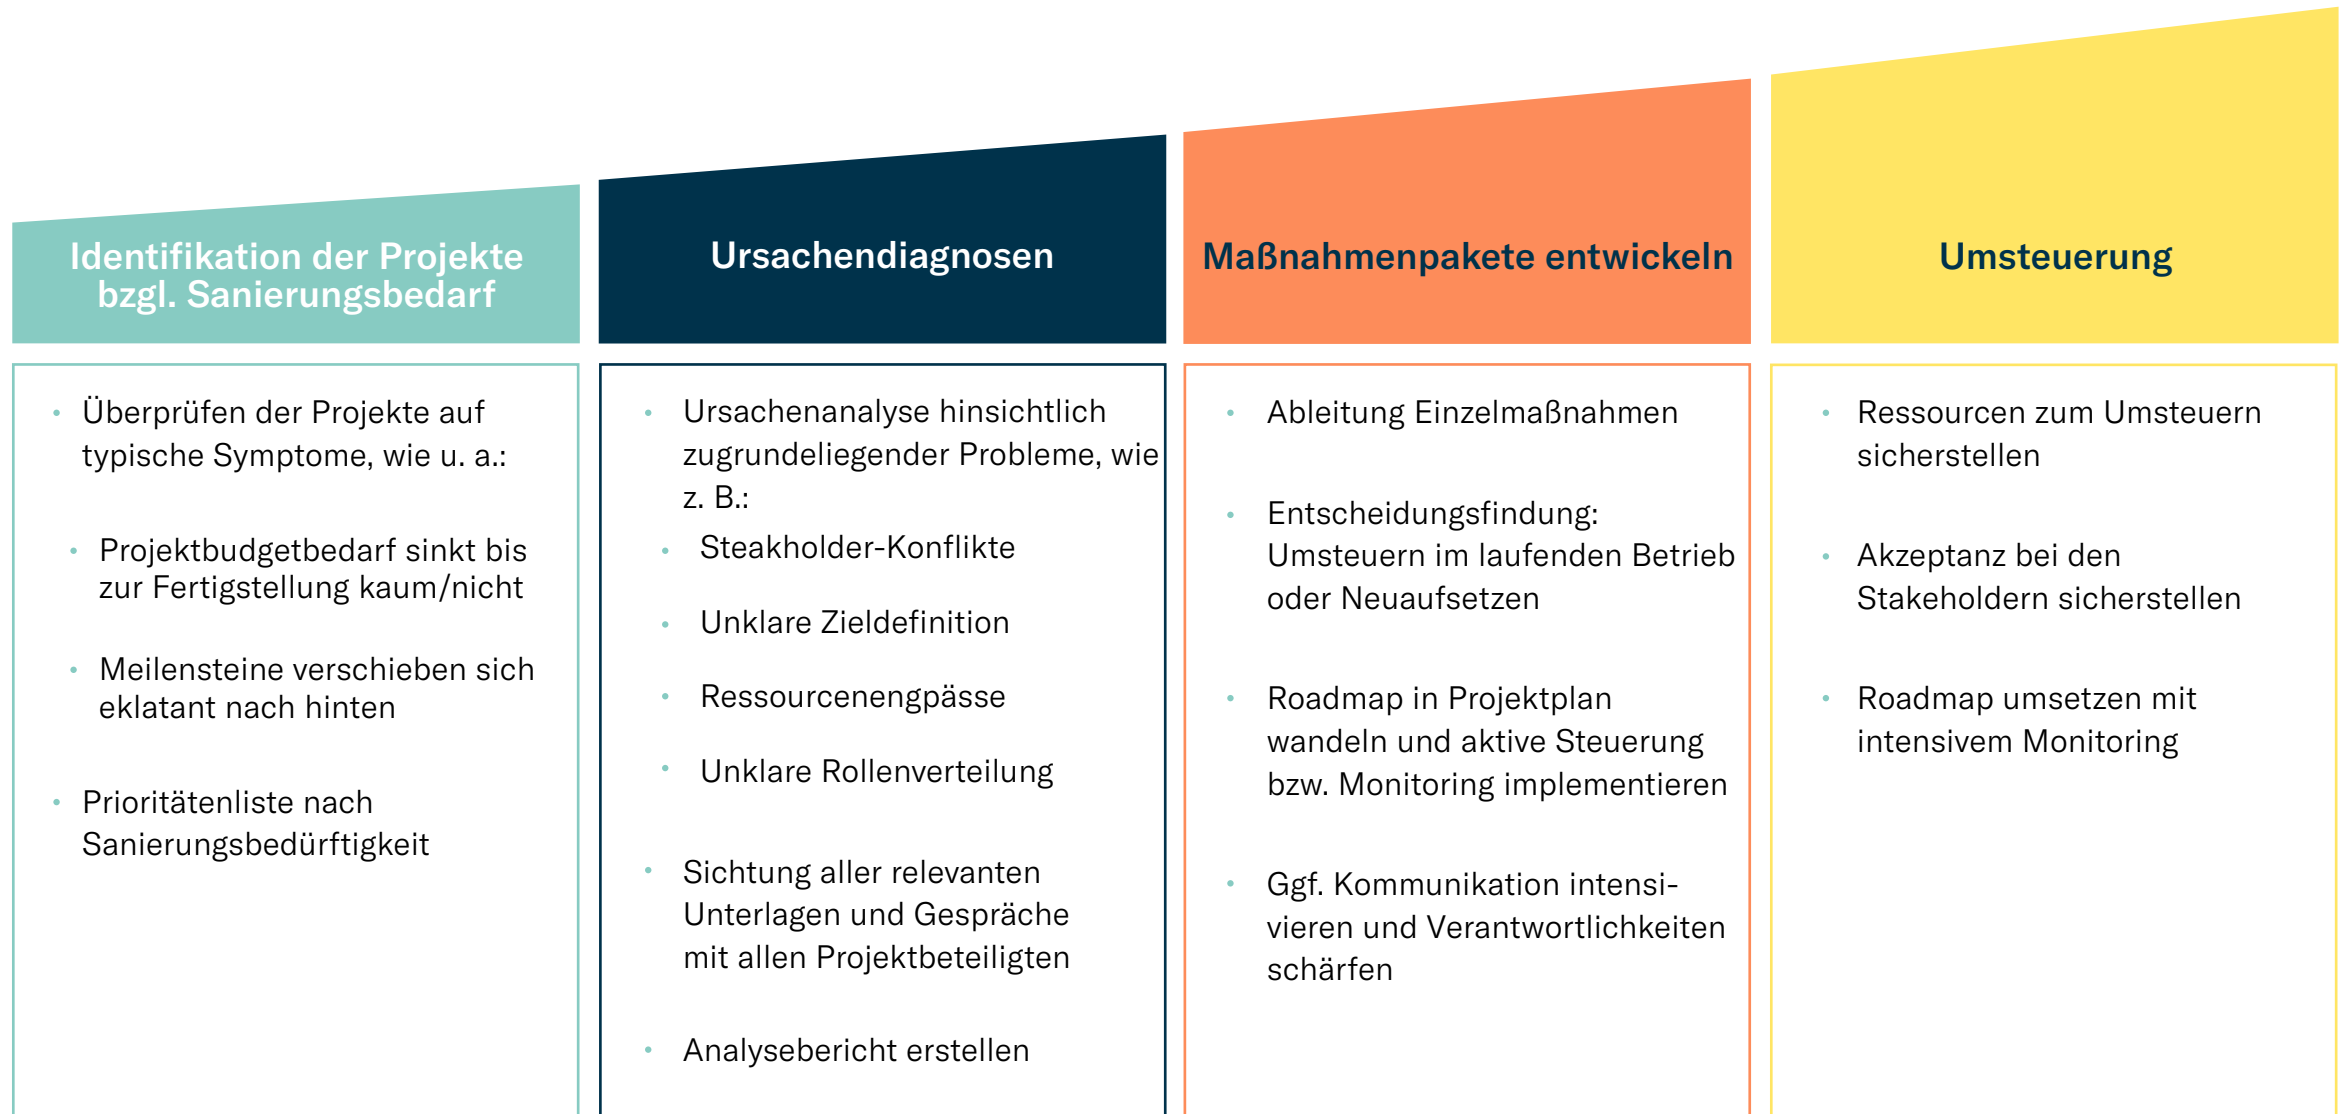 Identifikation der Projekte
bzgl. Sanierungsbedarf
• Überprüfen der Projekte auf
typische Symptome, wie u. a.:
• Projektbudgetbedarf sinkt bis
zur Fertigstellung kaum/nicht
• Meilensteine verschieben sich
eklatant nach hinten
• Prioritätenliste nach
Sanierungsbedürftigkeit
Ursachendiagnosen
• Ursachenanalyse hinsichtlich
zugrundeliegender Probleme, wie
z. B.:
• Steakholder-Konflikte
• Unklare Zieldefinition
• Ressourcenengpässe
• Unklare Rollenverteilung
• Sichtung aller relevanten
Unterlagen und Gespräche
mit allen Projektbeteiligten
• Analysebericht erstellen
Maßnahmenpakete entwickeln
• Ableitung Einzelmaßnahmen
• Entscheidungsfindung:
Umsteuern im laufenden Betrieb
oder Neuaufsetzen
• Roadmap in Projektplan
wandeln und aktive Steuerung
bzw. Monitoring implementieren
• Ggf. Kommunikation intensi-
vieren und Verantwortlichkeiten
schärfen
Umsteuerung
• Ressourcen zum Umsteuern
sicherstellen
• Akzeptanz bei den
Stakeholdern sicherstellen
• Roadmap umsetzen mit
intensivem Monitoring